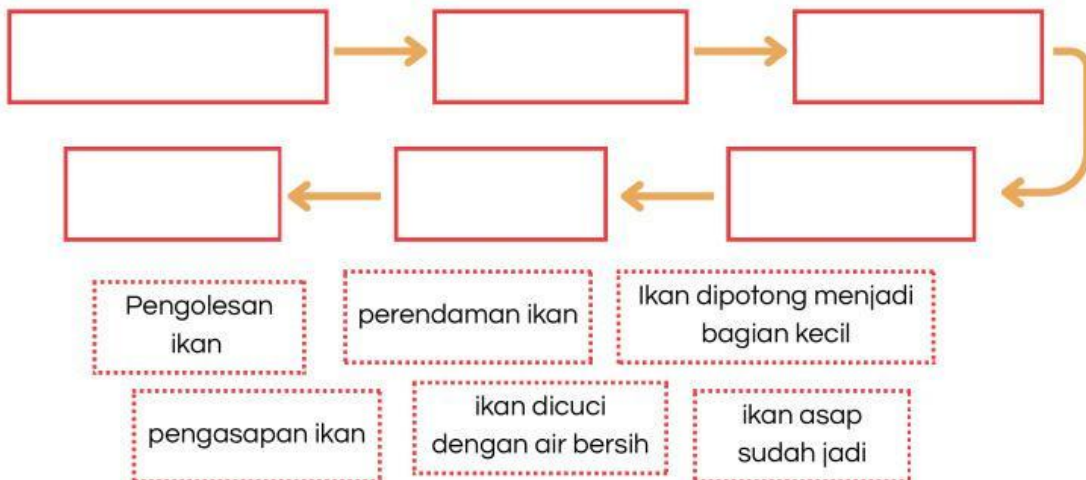 Pengolesan
ikan
perendaman ikan
Ikan dipotong menjadi
bagian kecil
pengasapan ikan
ikan dicuci
dengan air bersih
ikan asap
sudah jadi